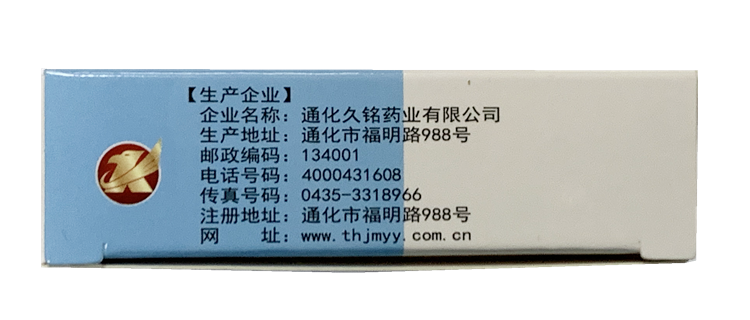 【生产企业】
企业名称：通化久铭药业有限公司
生产地址：通化市福明路988号
邮政编码：134001
电话号码：4000431608
传真号码：0435-3318966
注册地址：通化市福明路988号
网　　址：www.thjmyy.com.cn